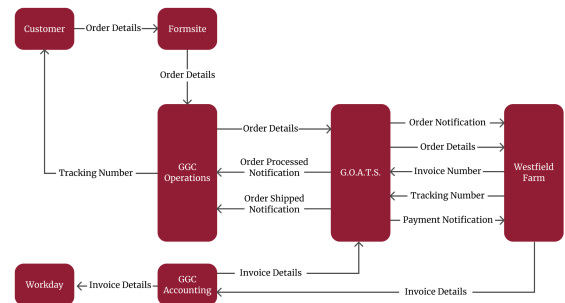 Customer
Order Details
Formsite
Order Details
GGC
Operations
Order Details
Order Processed
Notification
Order Shipped
Notification
Tracking Number
G.O.A.T.S.
Order Notification
Order Details
Invoice Number
Tracking Number
Payment Notification
Westfield
Farm
Workday
Invoice Details
GGC
Accounting
Invoice Details
Invoice Details